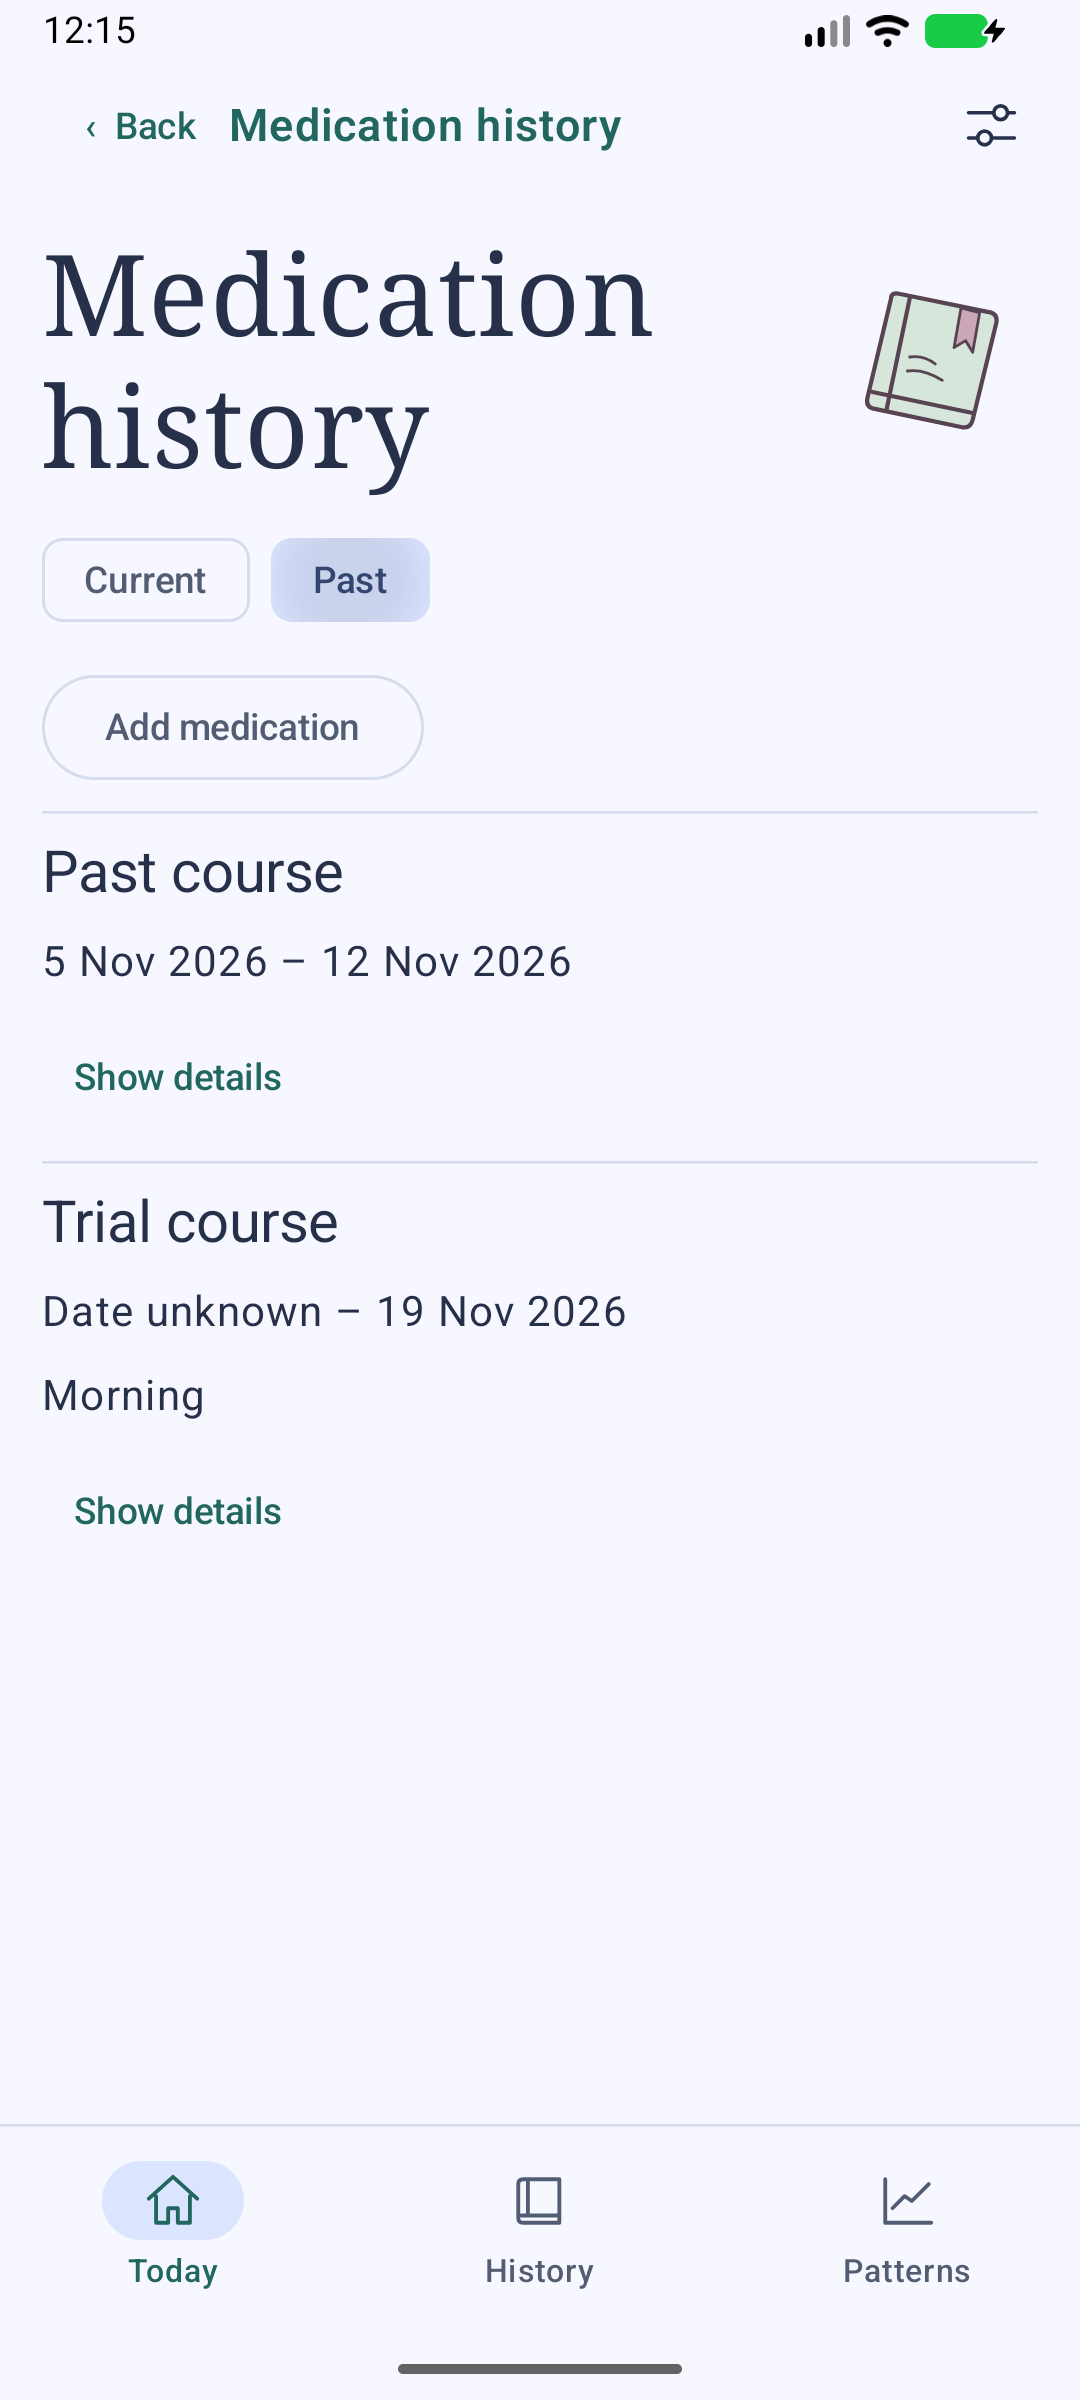 12:15
‹ Back Medication history
Medication
history
Current Past
Add medication
Past course
5 Nov 2026 – 12 Nov 2026
Show details
Trial course
Date unknown – 19 Nov 2026
Morning
Show details
Today History Patterns